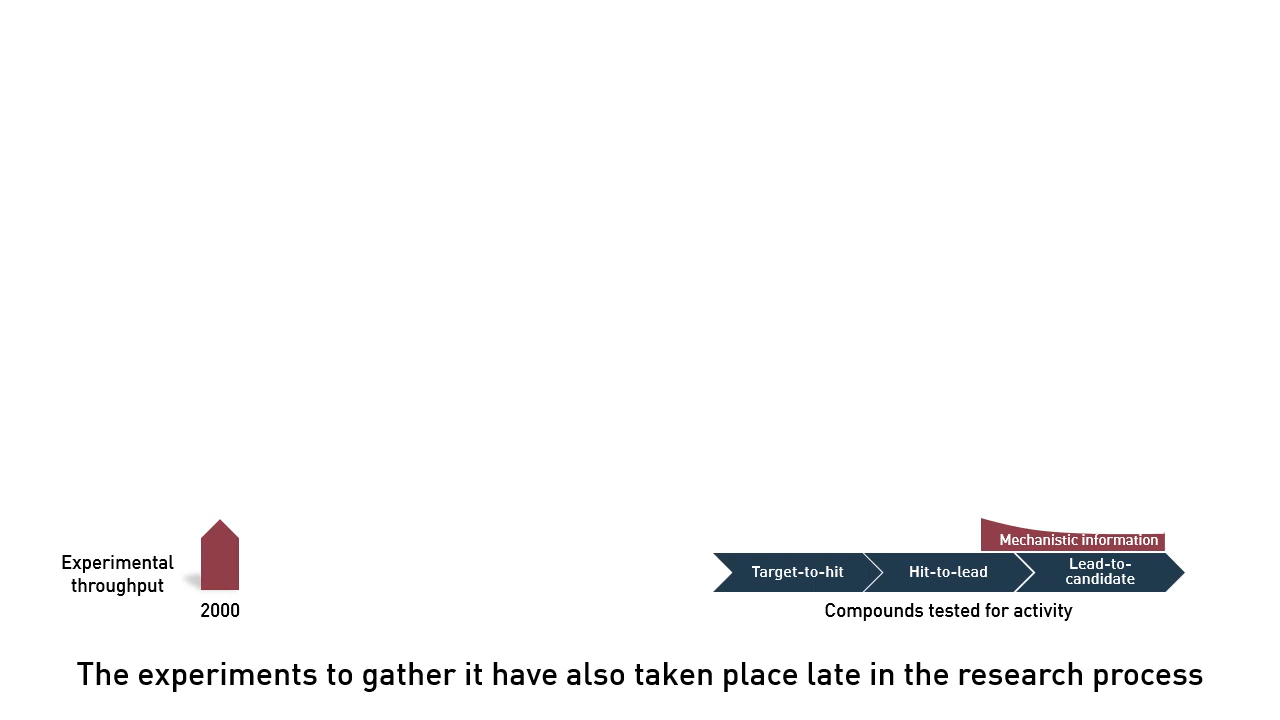 Mechanistic information
Experimental
throughput
Target-to-hit
Hit-to-lead
Lead-to-
candidate
2000
Compounds tested for activity
The experiments to gather it have also taken place late in the research process